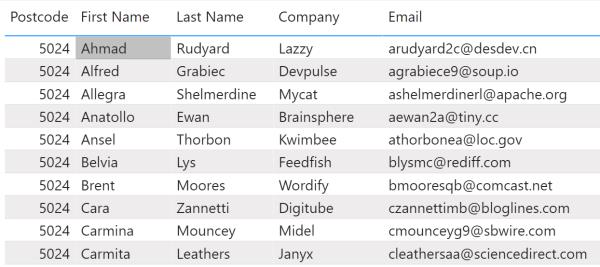 Postcode First Name Last Name Company Email
5024 Ahmad Rudyard Lazzy arudyard2c@desdev.cn
5024 Alfred Grabiec Devpulse agrabiece9@soup.io
5024 Allegra Shelmerdine Mycat ashelmerdinerl@apache.org
5024 Anatollo Ewan Brainsphere aewan2a@tiny.cc
5024 Ansel Thorbon Kwimbee athorbonea@loc.gov
5024 Belvia Lys Feedfish blysmc@rediff.com
5024 Brent Moores Wordify bmooresqb@comcast.net
5024 Cara Zannetti Digitube czannettimb@bloglines.com
5024 Carmina Mouncey Midel cmounceyg9@sbwire.com
5024 Carmita Leathers Janyx cleathersaa@sciencedirect.com